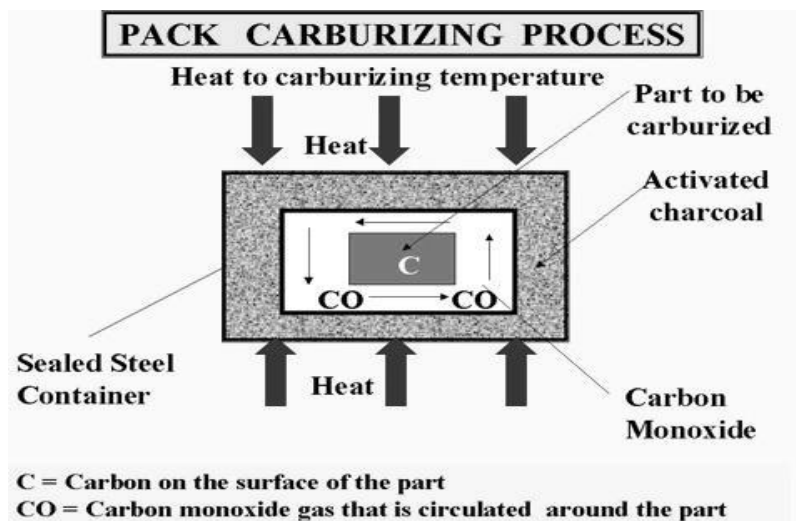 PACK CARBURIZING PROCESS
Heat to carburizing temperature
Part to be
carburized
Heat
Activated
charcoal
C
CO
CO
Sealed Steel
Container
Heat
Carbon
Monoxide
C = Carbon on the surface of the part
CO = Carbon monoxide gas that is circulated around the part